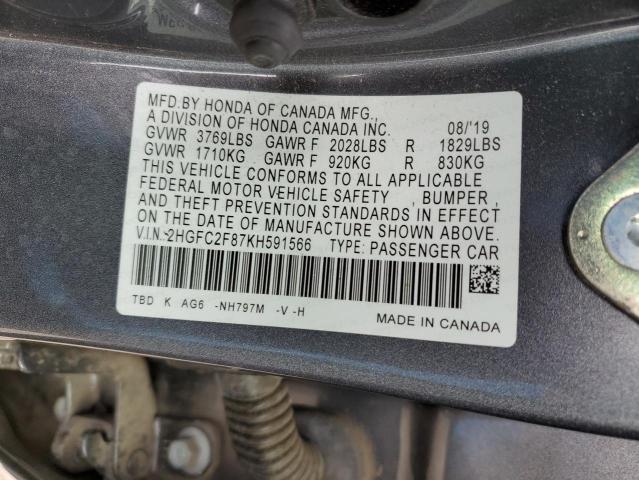 MFD.BY HONDA OF CANADA MFG.,
A DIVISION OF HONDA CANADA INC. 08/'19
GVWR 3769LBS GAWR F 2028LBS R 1829LBS
GVWR 1710KG GAWR F 920KG R 830KG
THIS VEHICLE CONFORMS TO ALL APPLICABLE
FEDERAL MOTOR VEHICLE SAFETY , BUMPER ,
AND THEFT PREVENTION STANDARDS IN EFFECT
ON THE DATE OF MANUFACTURE SHOWN ABOVE.
V.I.N.:2HGFC2F87KH591566 TYPE: PASSENGER CAR
TBD K AG6 -NH797M -V -H
MADE IN CANADA